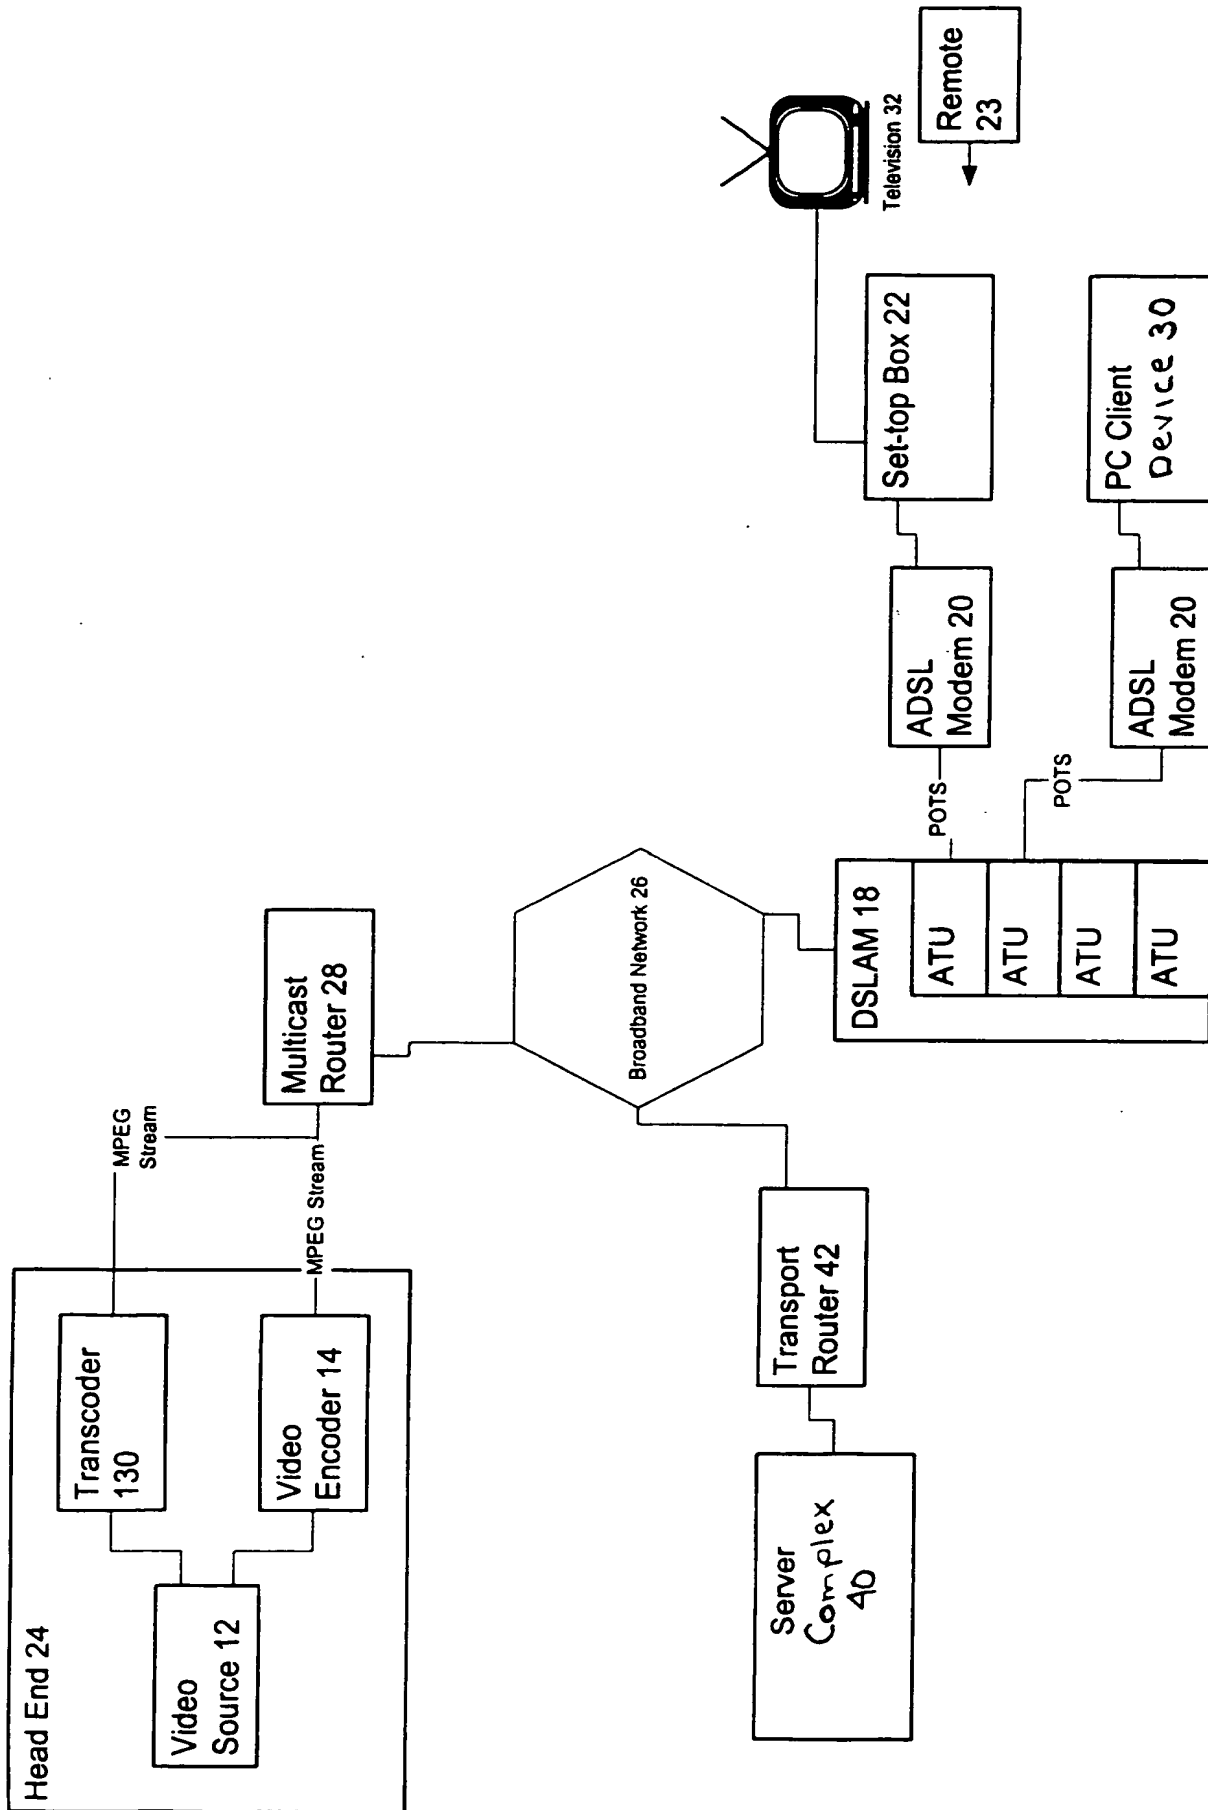 Head End 24
Video
Source 12
Transcoder
130
Video
Encoder 14
MPEG
Stream
MPEG Stream
Multicast
Router 28
Broadband Network 26
Server
Complex
40
Transport
Router 42
DSLAM 18
ATU
ATU
ATU
ATU
POTS
POTS
ADSL
Modem 20
ADSL
Modem 20
Set-top Box 22
PC Client
Device 30
Television 32
Remote
23